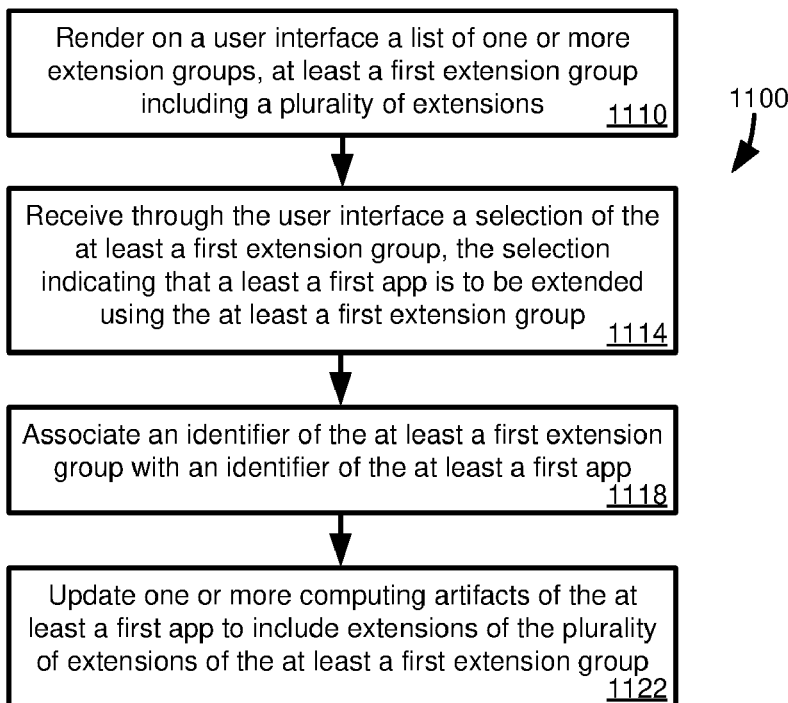 Render on a user interface a list of one or more
extension groups, at least a first extension group
including a plurality of extensions
1110
1100
Receive through the user interface a selection of the
at least a first extension group, the selection
indicating that a least a first app is to be extended
using the at least a first extension group
1114
Associate an identifier of the at least a first extension
group with an identifier of the at least a first app
1118
Update one or more computing artifacts of the at
least a first app to include extensions of the plurality
of extensions of the at least a first extension group
1122